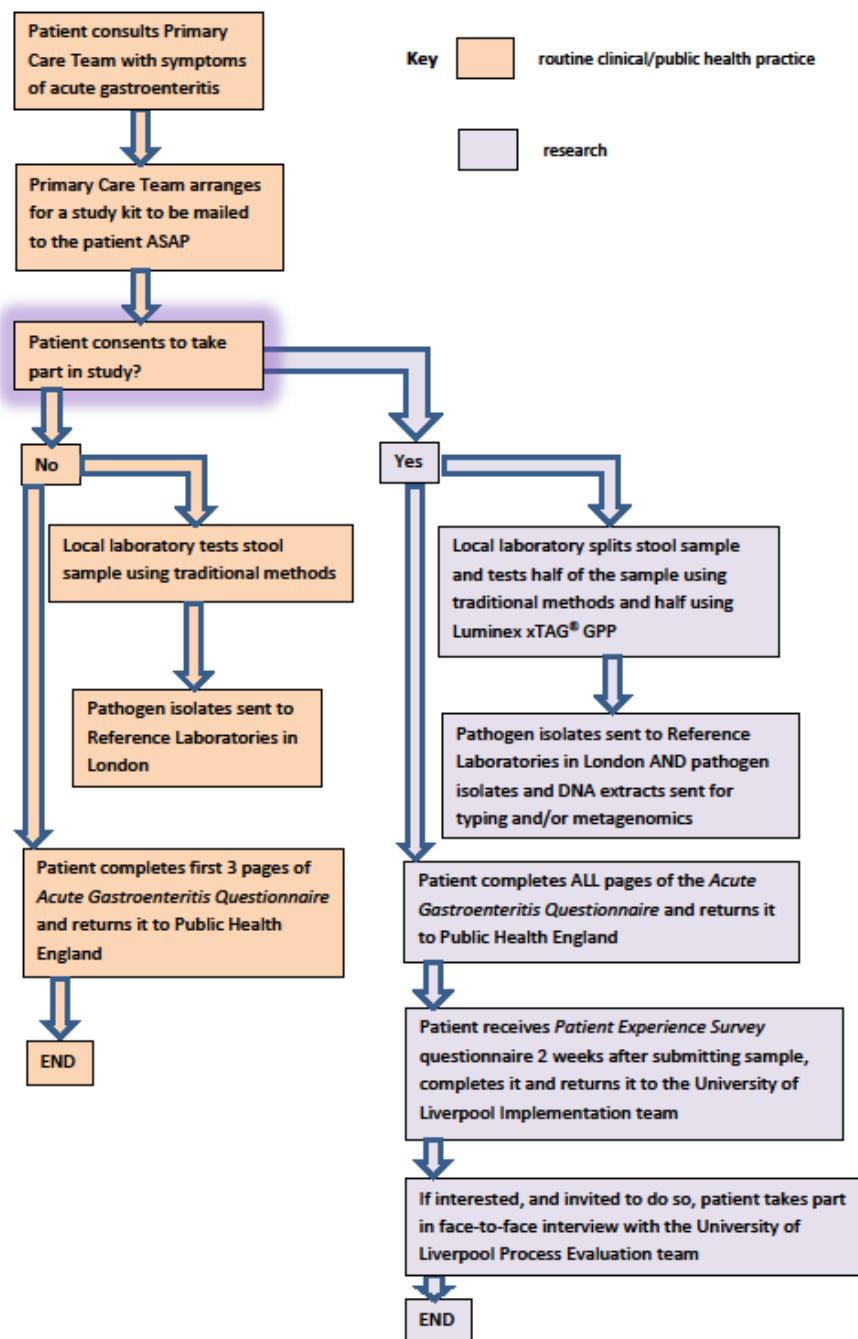 Patient consults Primary
Care Team with symptoms
of acute gastroenteritis
Key
routine clinical/public health practice
research
Primary Care Team arranges
for a study kit to be mailed
to the patient ASAP
Patient consents to take
part in study?
No
Yes
Local laboratory tests stool
sample using traditional methods
Local laboratory splits stool sample
and tests half of the sample using
traditional methods and half using
Luminex xTAG® GPP
Pathogen isolates sent to
Reference Laboratories in
London
Pathogen isolates sent to Reference
Laboratories in London AND pathogen
isolates and DNA extracts sent for
typing and/or metagenomics
Patient completes first 3 pages of
Acute Gastroenteritis Questionnaire
and returns it to Public Health
England
Patient completes ALL pages of the Acute
Gastroenteritis Questionnaire and returns it
to Public Health England
END
Patient receives Patient Experience Survey
questionnaire 2 weeks after submitting sample,
completes it and returns it to the University of
Liverpool Implementation team
If interested, and invited to do so, patient takes part
in face-to-face interview with the University of
Liverpool Process Evaluation team
END